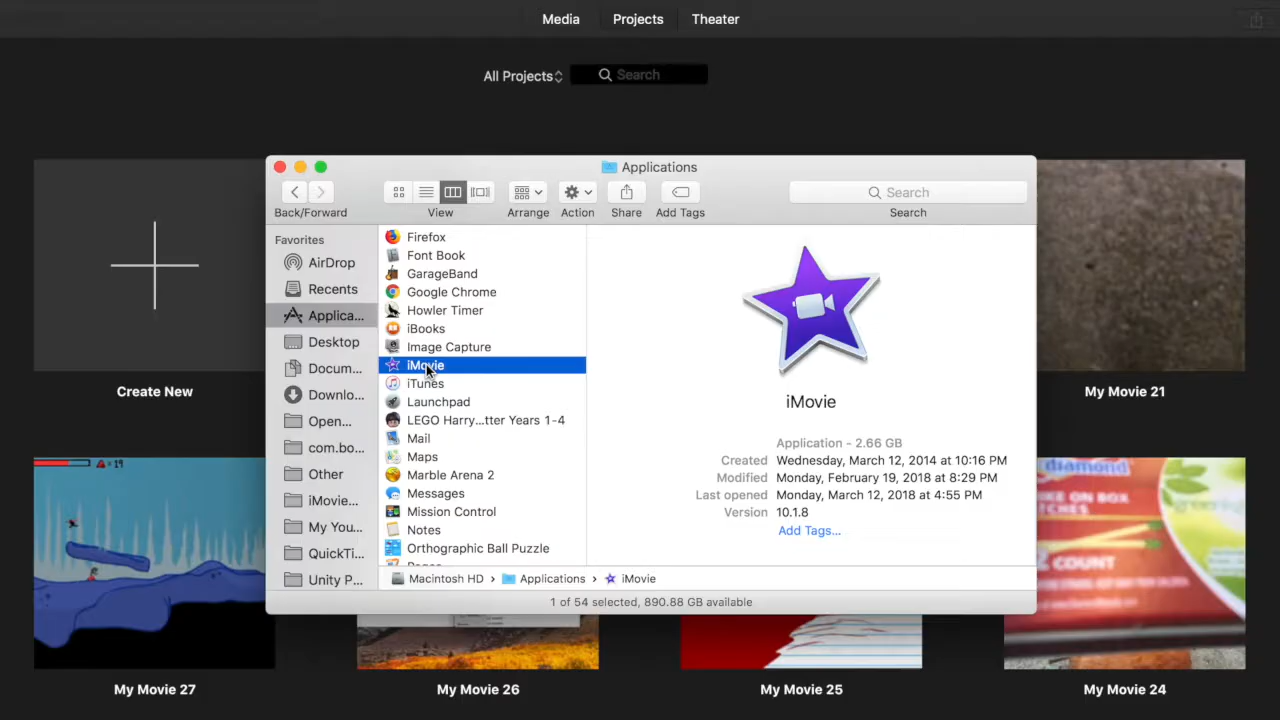 Media
Projects
Theater
All Projects
Search
Applications
Back/Forward
View
Arrange
Action
Share
Add Tags
Search
Search
Favorites
AirDrop
Recents
Applica...
Desktop
Docum...
Downlo...
Open...
com.bo...
Other
iMovie...
My You...
QuickTi...
Unity P...
Firefox
Font Book
GarageBand
Google Chrome
Howler Timer
iBooks
Image Capture
iMovie
iTunes
Launchpad
LEGO Harry...tter Years 1-4
Mail
Maps
Marble Arena 2
Messages
Mission Control
Notes
Orthographic Ball Puzzle
iMovie
Application - 2.66 GB
Created Wednesday, March 12, 2014 at 10:16 PM
Modified Monday, February 19, 2018 at 8:29 PM
Last opened Monday, March 12, 2018 at 4:55 PM
Version 10.1.8
Add Tags...
Macintosh HD › Applications › iMovie
1 of 54 selected, 890.88 GB available
Create New
My Movie 21
× 19
diamond
KE ON BOX
TCHES
COUNT
My Movie 27
My Movie 26
My Movie 25
My Movie 24